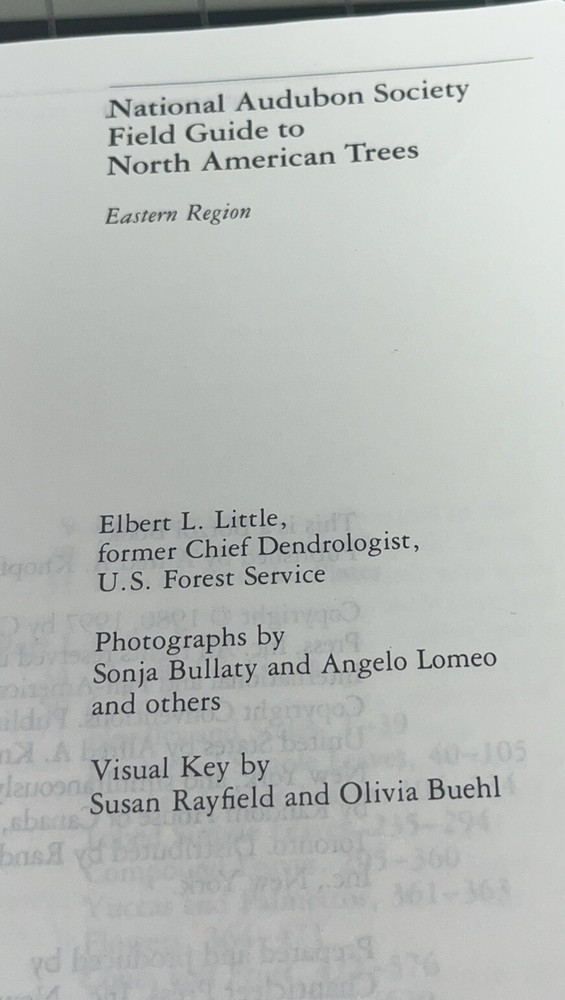 National Audubon Society
Field Guide to
North American Trees
Eastern Region
Elbert L. Little,
former Chief Dendrologist,
U.S. Forest Service
Photographs by
Sonja Bullaty and Angelo Lomeo
and others
Visual Key by
Susan Rayfield and Olivia Buehl